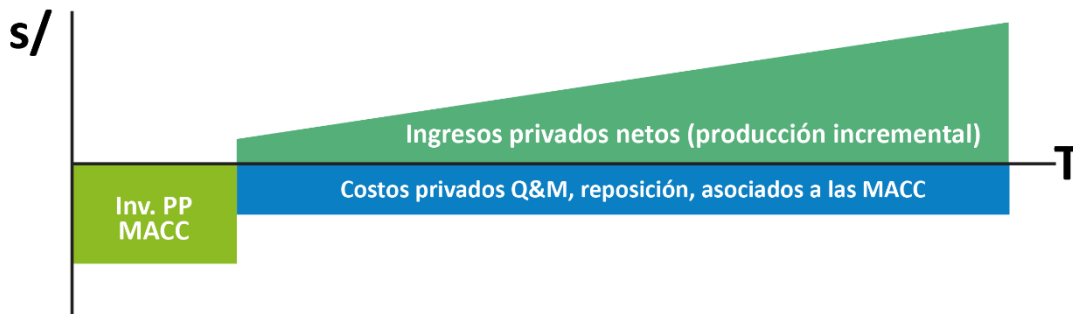 s/
Ingresos privados netos (producción incremental)
T
Costos privados Q&M, reposición, asociados a las MACC
Inv. PP
MACC